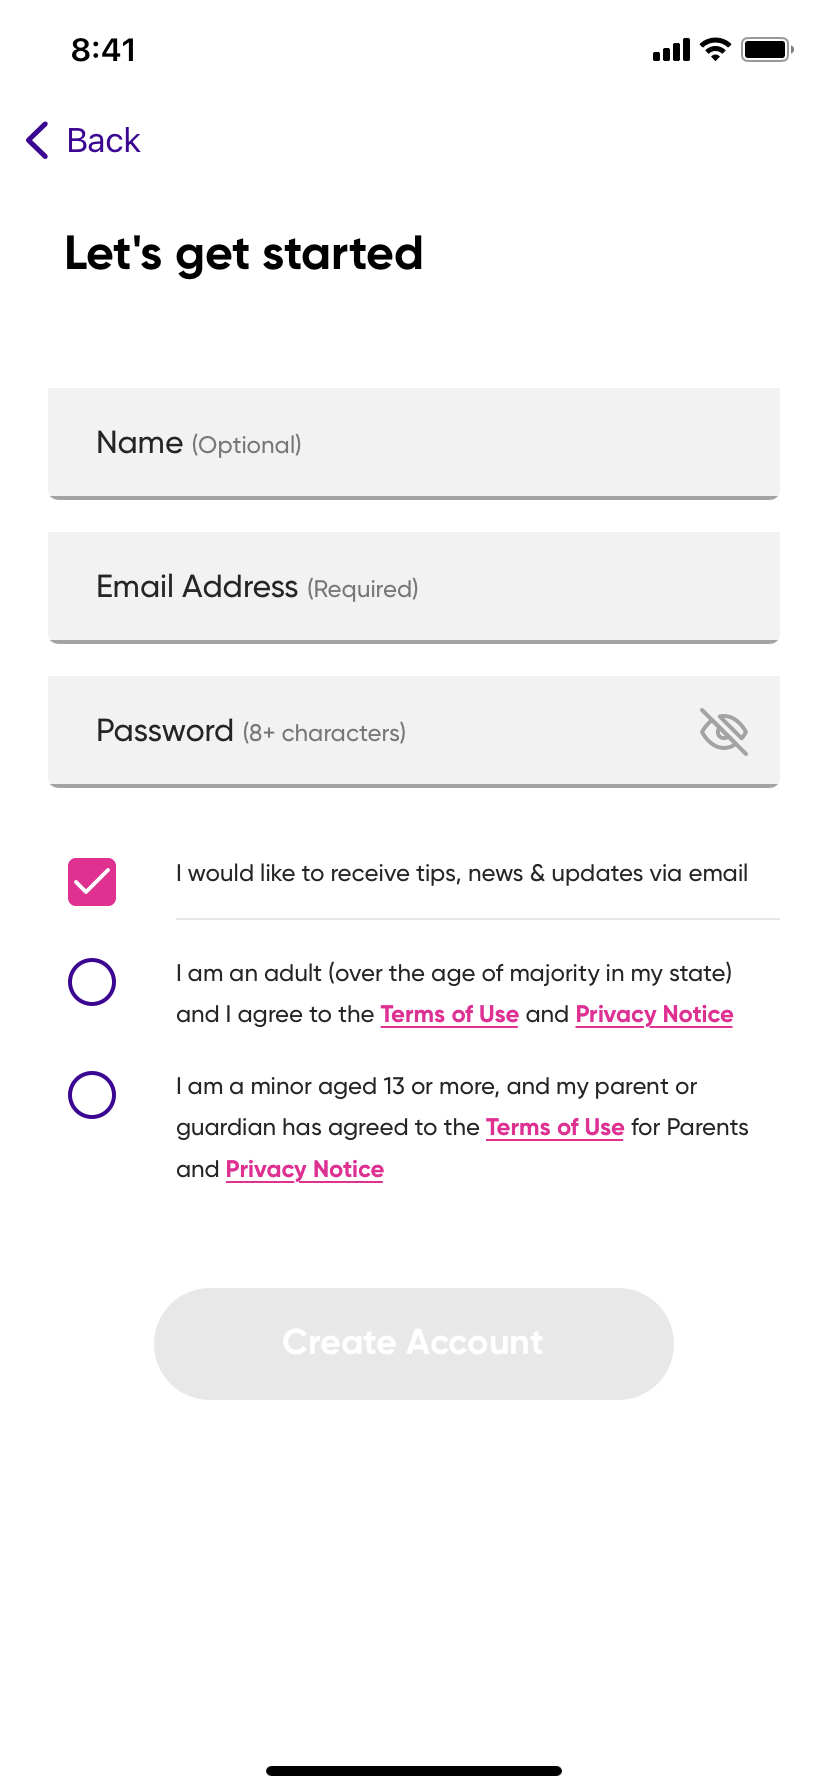 8:41
Back
Let's get started
Name (Optional)
Email Address (Required)
Password (8+ characters)
I would like to receive tips, news & updates via email
I am an adult (over the age of majority in my state)
and I agree to the Terms of Use and Privacy Notice
I am a minor aged 13 or more, and my parent or
guardian has agreed to the Terms of Use for Parents
and Privacy Notice
Create Account